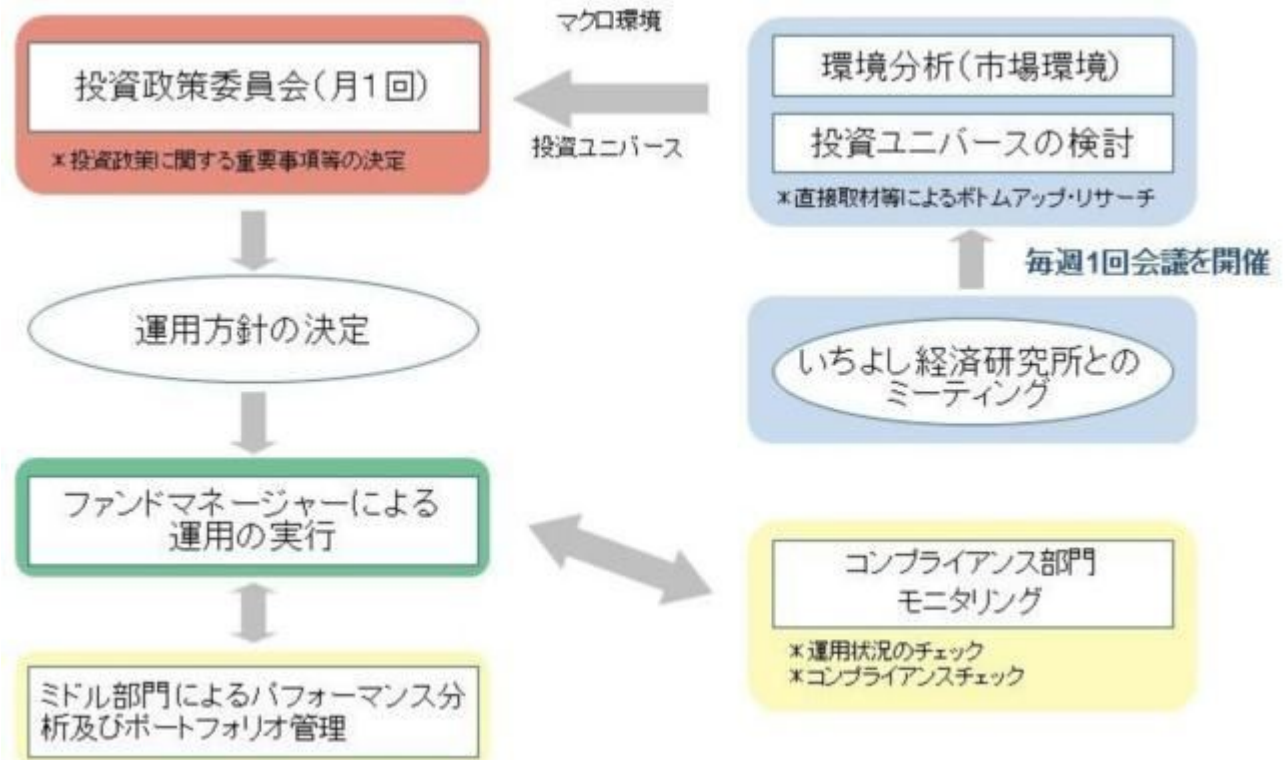 マクロ環境
投資政策委員会(月1回)
*投資政策に関する重要事項等の決定
投資ユニバース
環境分析(市場環境)
投資ユニバースの検討
*直接取材等によるボトムアップ・リサーチ
毎週1回会議を開催
いちよし経済研究所との
ミーティング
運用方針の決定
ファンドマネージャーによる
運用の実行
コンプライアンス部門
モニタリング
*運用状況のチェック
*コンプライアンスチェック
ミドル部門によるパフォーマンス分
析及びポートフォリオ管理